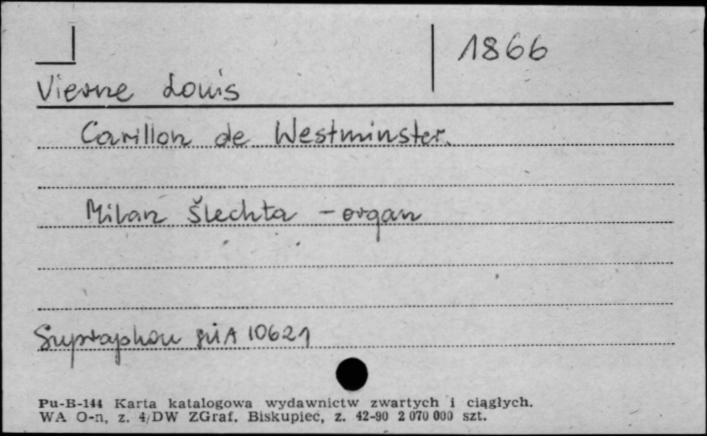 1866
Vierne Louis
Carillon de Westminster.
Milan Šlechta - organ
Supraphon 10621
Pu-B-144 Karta katalogowa wydawnictw zwartych i ciągłych.
WA O-n, z. 4/DW ZGraf. Biskupiec, z. 42-90 2 070 000 szt.